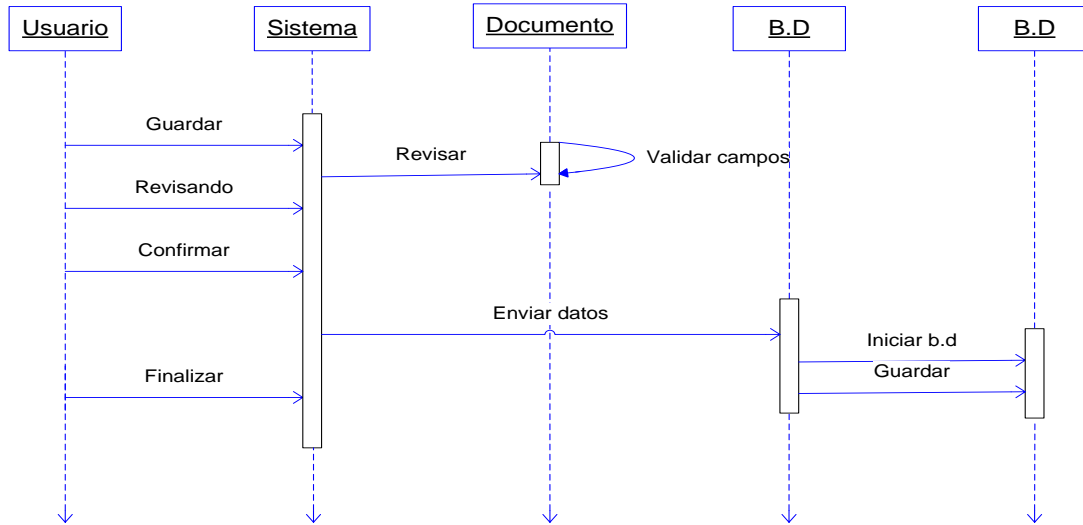 Usuario
Sistema
Documento
B.D
B.D
Guardar
Revisar
Validar campos
Revisando
Confirmar
Enviar datos
Iniciar b.d
Guardar
Finalizar